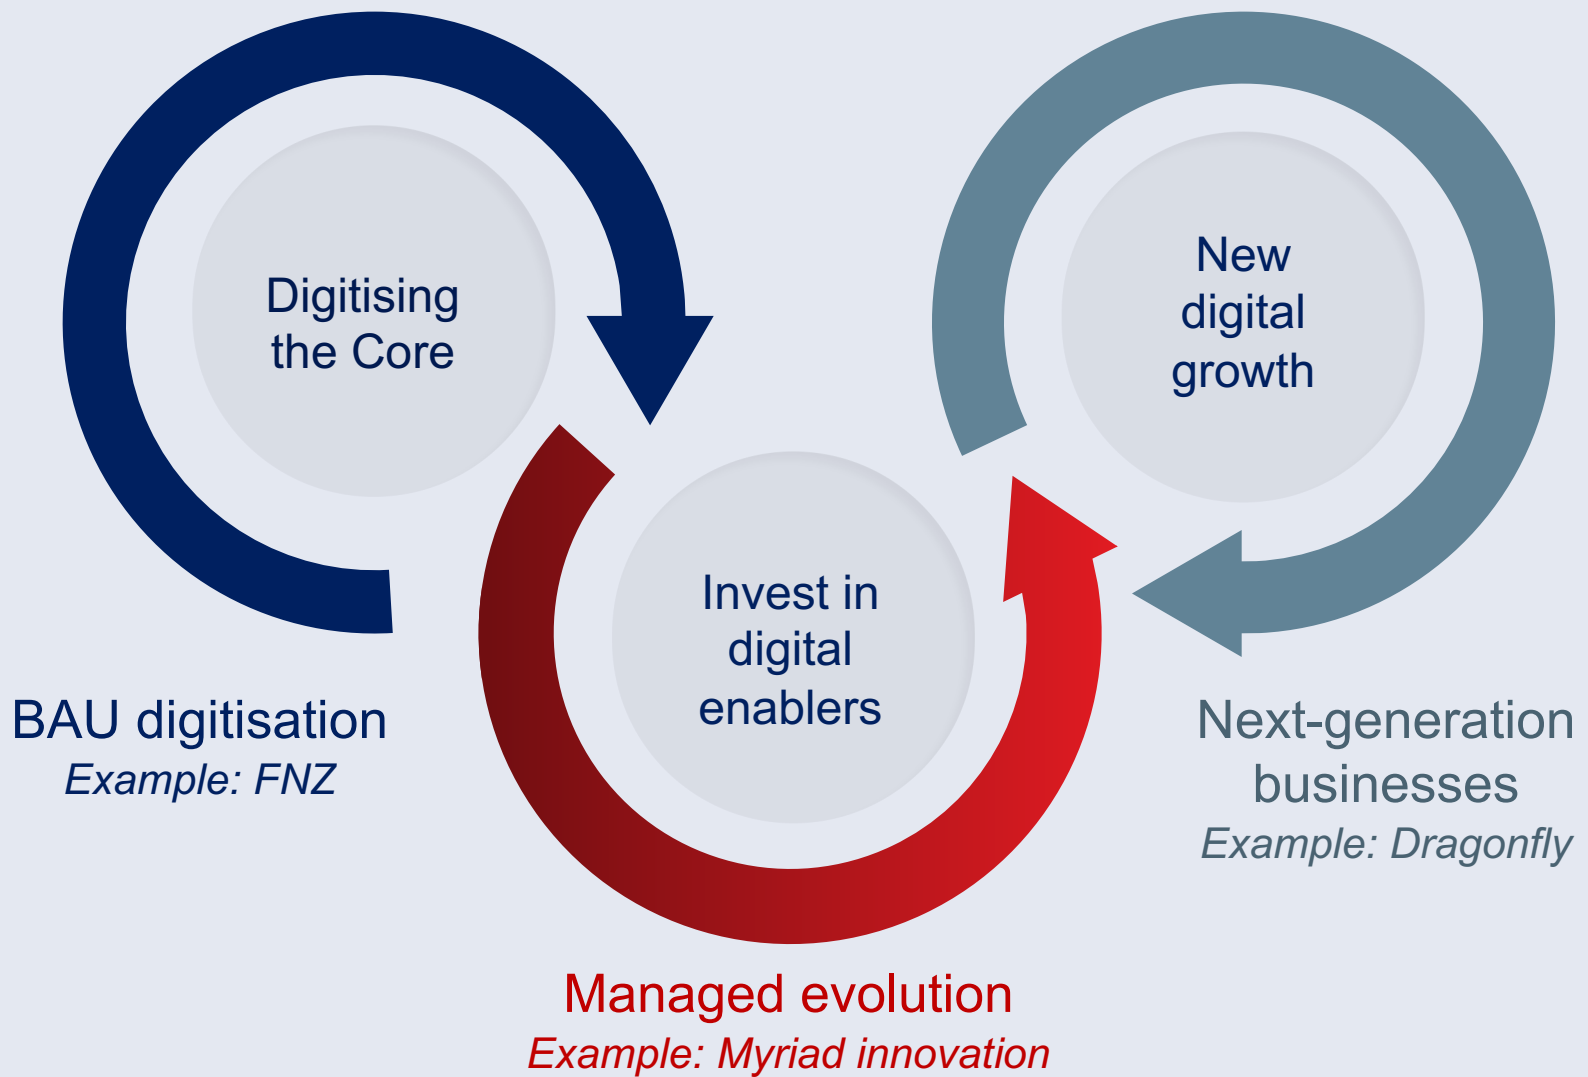 Digitising
the Core
BAU digitisation
Example: FNZ
Invest in
digital
enablers
Managed evolution
Example: Myriad innovation
New
digital
growth
Next-generation
businesses
Example: Dragonfly